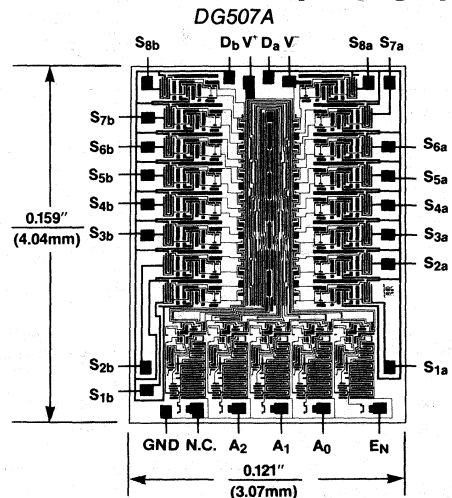 DG507A
S8b Db V+ Da V− S8a S7a
S7b
S6b S6a
S5b S5a
S4b S4a
S3b S3a
S2a
0.159"
(4.04mm)
S2b S1a
S1b
GND N.C. A2 A1 A0 EN
0.121"
(3.07mm)